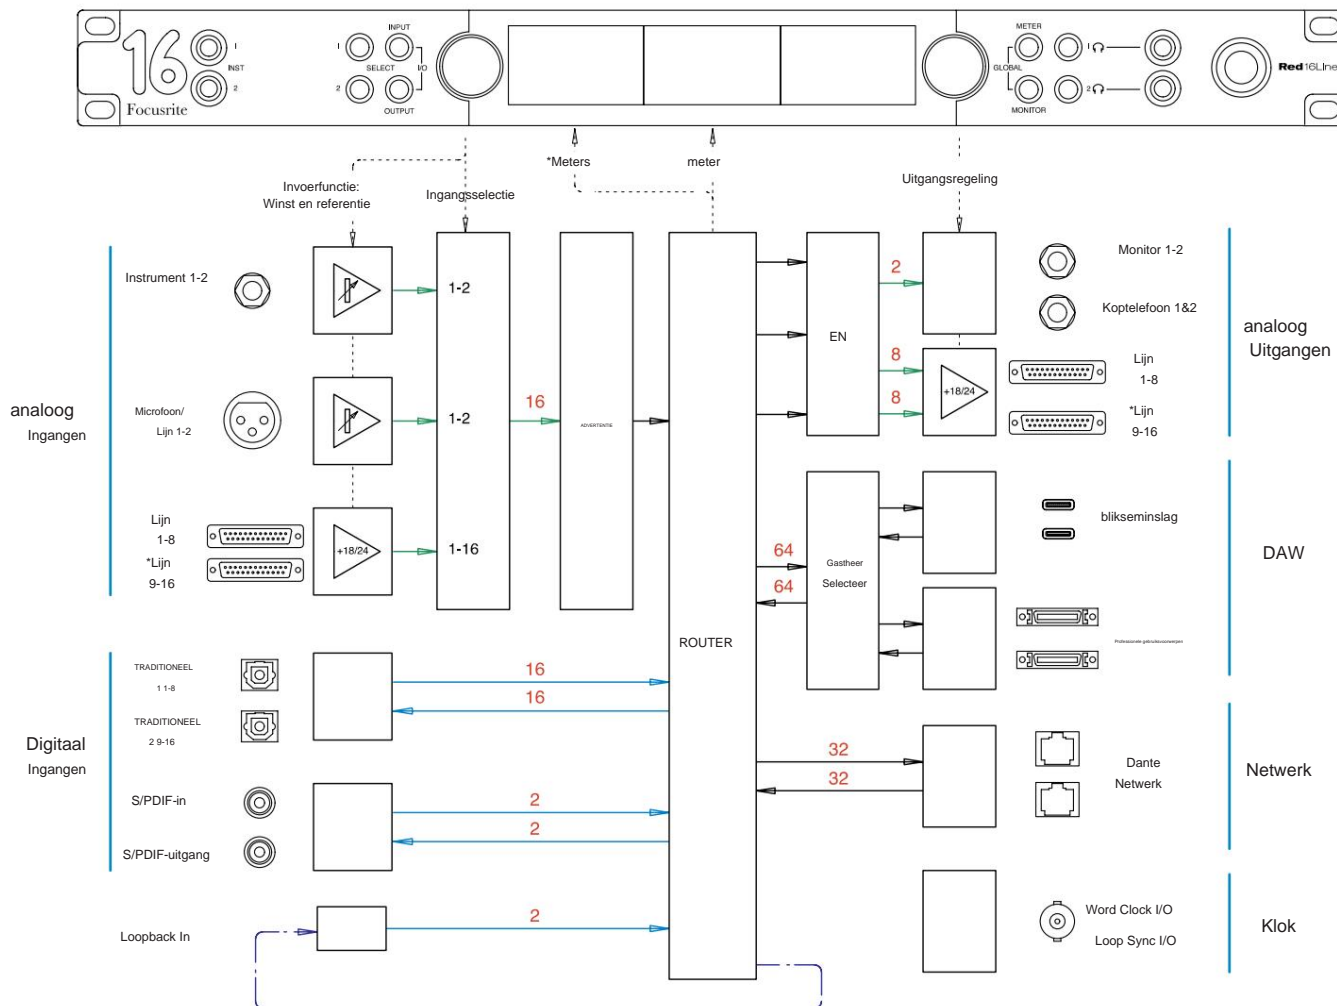 16
Focusrite
1
INST
2
INPUT
1
SELECT
I/O
2
OUTPUT
METER
1
GLOBAL
2
MONITOR
Red16Line
*Meters
meter
Invoerfunctie:
Winst en referentie
Ingangsselectie
Uitgangsregeling
analoog
Ingangen
Instrument 1-2
1-2
Microfoon/
Lijn 1-2
1-2
Lijn
1-8
*Lijn
9-16
+18/24
1-16
16
ADVERTENTIE
ROUTER
EN
2
8
8
+18/24
Monitor 1-2
Koptelefoon 1&2
Lijn
1-8
*Lijn
9-16
analoog
Uitgangen
64
64
Gastheer
Selecteer
blikseminslag
Professionele gebruiksvoorwerpen
DAW
Digitaal
Ingangen
TRADITIONEEL
1 1-8
TRADITIONEEL
2 9-16
16
16
S/PDIF-in
S/PDIF-uitgang
2
2
Loopback In
2
32
32
Dante
Netwerk
Netwerk
Word Clock I/O
Loop Sync I/O
Klok